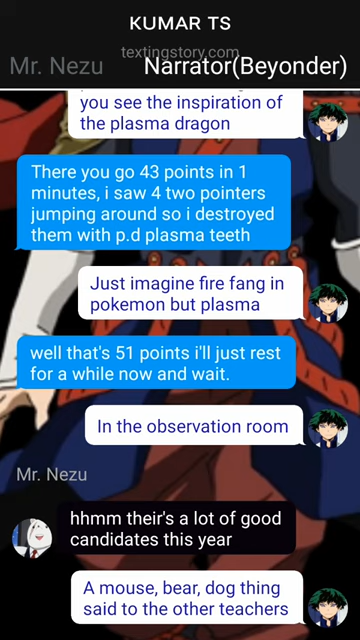 KUMAR TS
textingstory.com
Mr. Nezu Narrator(Beyonder)
you see the inspiration of
the plasma dragon
There you go 43 points in 1
minutes, i saw 4 two pointers
jumping around so i destroyed
them with p.d plasma teeth
Just imagine fire fang in
pokemon but plasma
well that's 51 points i'll just rest
for a while now and wait.
In the observation room
Mr. Nezu
hhmm their's a lot of good
candidates this year
A mouse, bear, dog thing
said to the other teachers